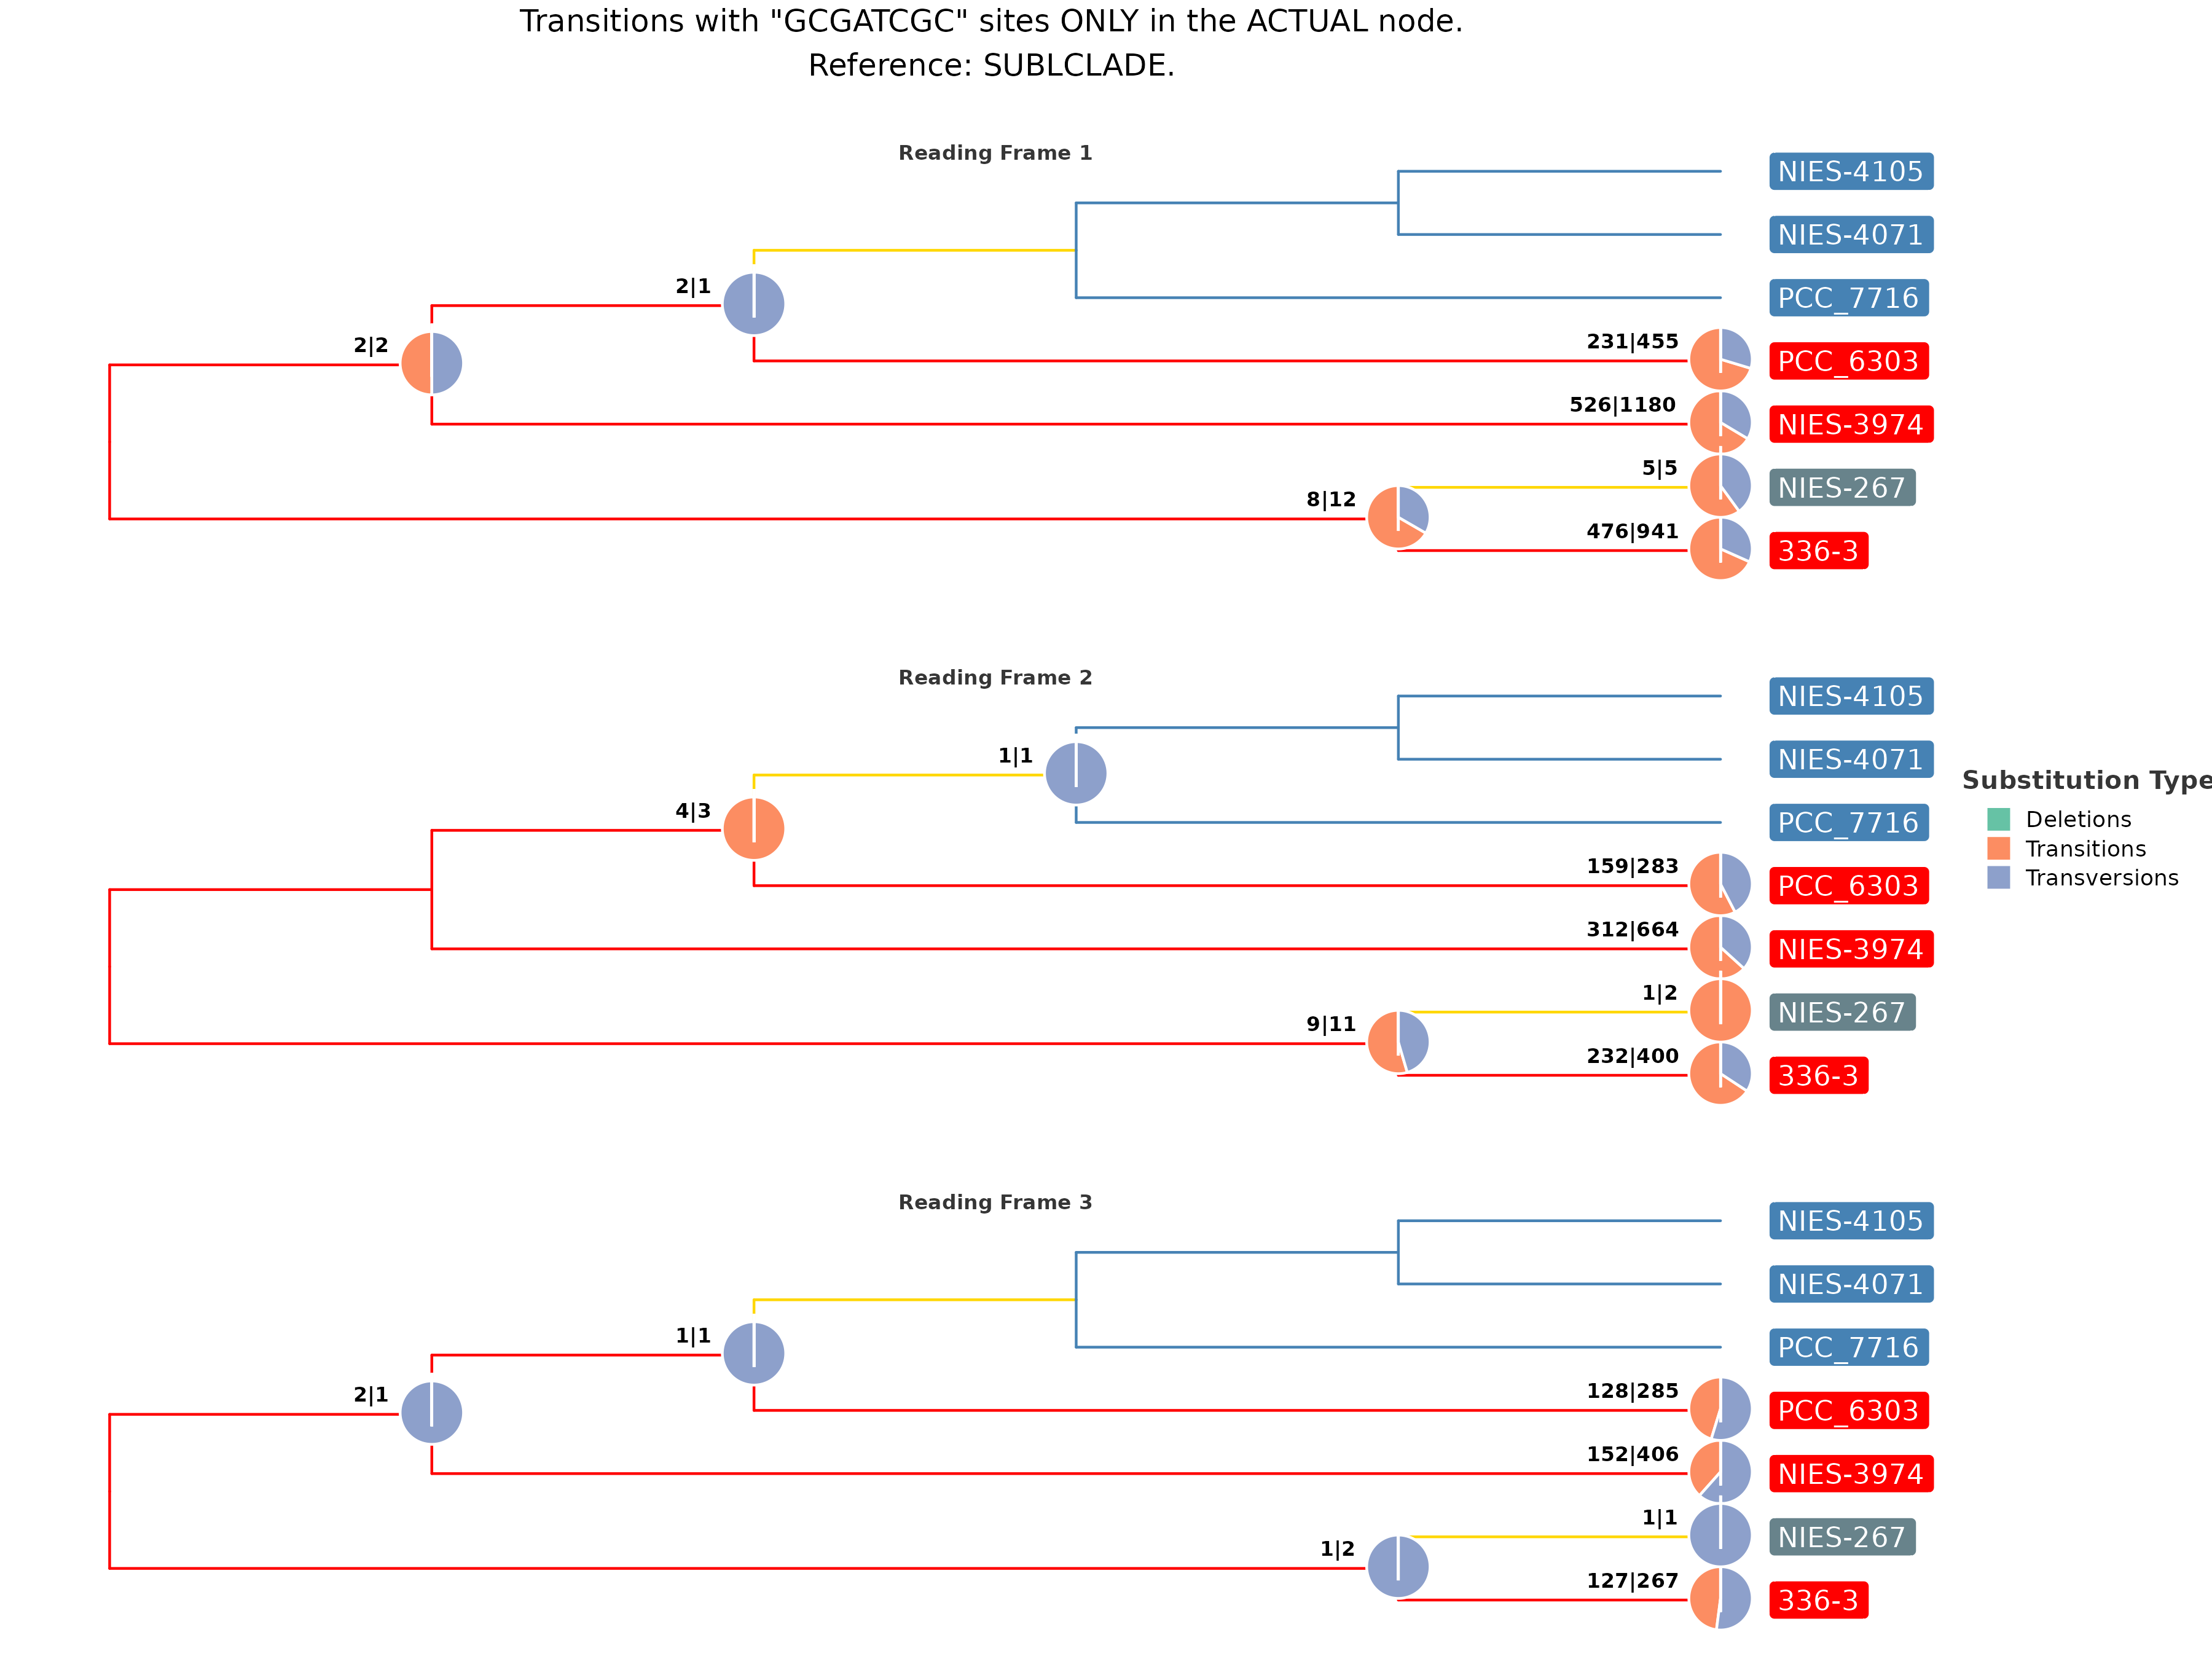 Transitions with "GCGATCGC" sites ONLY in the ACTUAL node.
Reference: SUBLCLADE.
Reading Frame 1
NIES-4105
NIES-4071
2|1
PCC_7716
2|2
231|455
PCC_6303
526|1180
NIES-3974
5|5
NIES-267
8|12
476|941
336-3
Reading Frame 2
NIES-4105
1|1
NIES-4071
4|3
PCC_7716
159|283
PCC_6303
312|664
NIES-3974
1|2
NIES-267
9|11
232|400
336-3
Substitution Type
Deletions
Transitions
Transversions
Reading Frame 3
NIES-4105
NIES-4071
1|1
PCC_7716
2|1
128|285
PCC_6303
152|406
NIES-3974
1|1
NIES-267
1|2
127|267
336-3